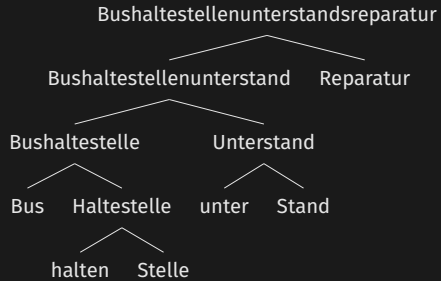 Bushaltestellenunterstandsreparatur
Bushaltestellenunterstand Reparatur
Bushaltestelle Unterstand
Bus Haltestelle unter Stand
halten Stelle